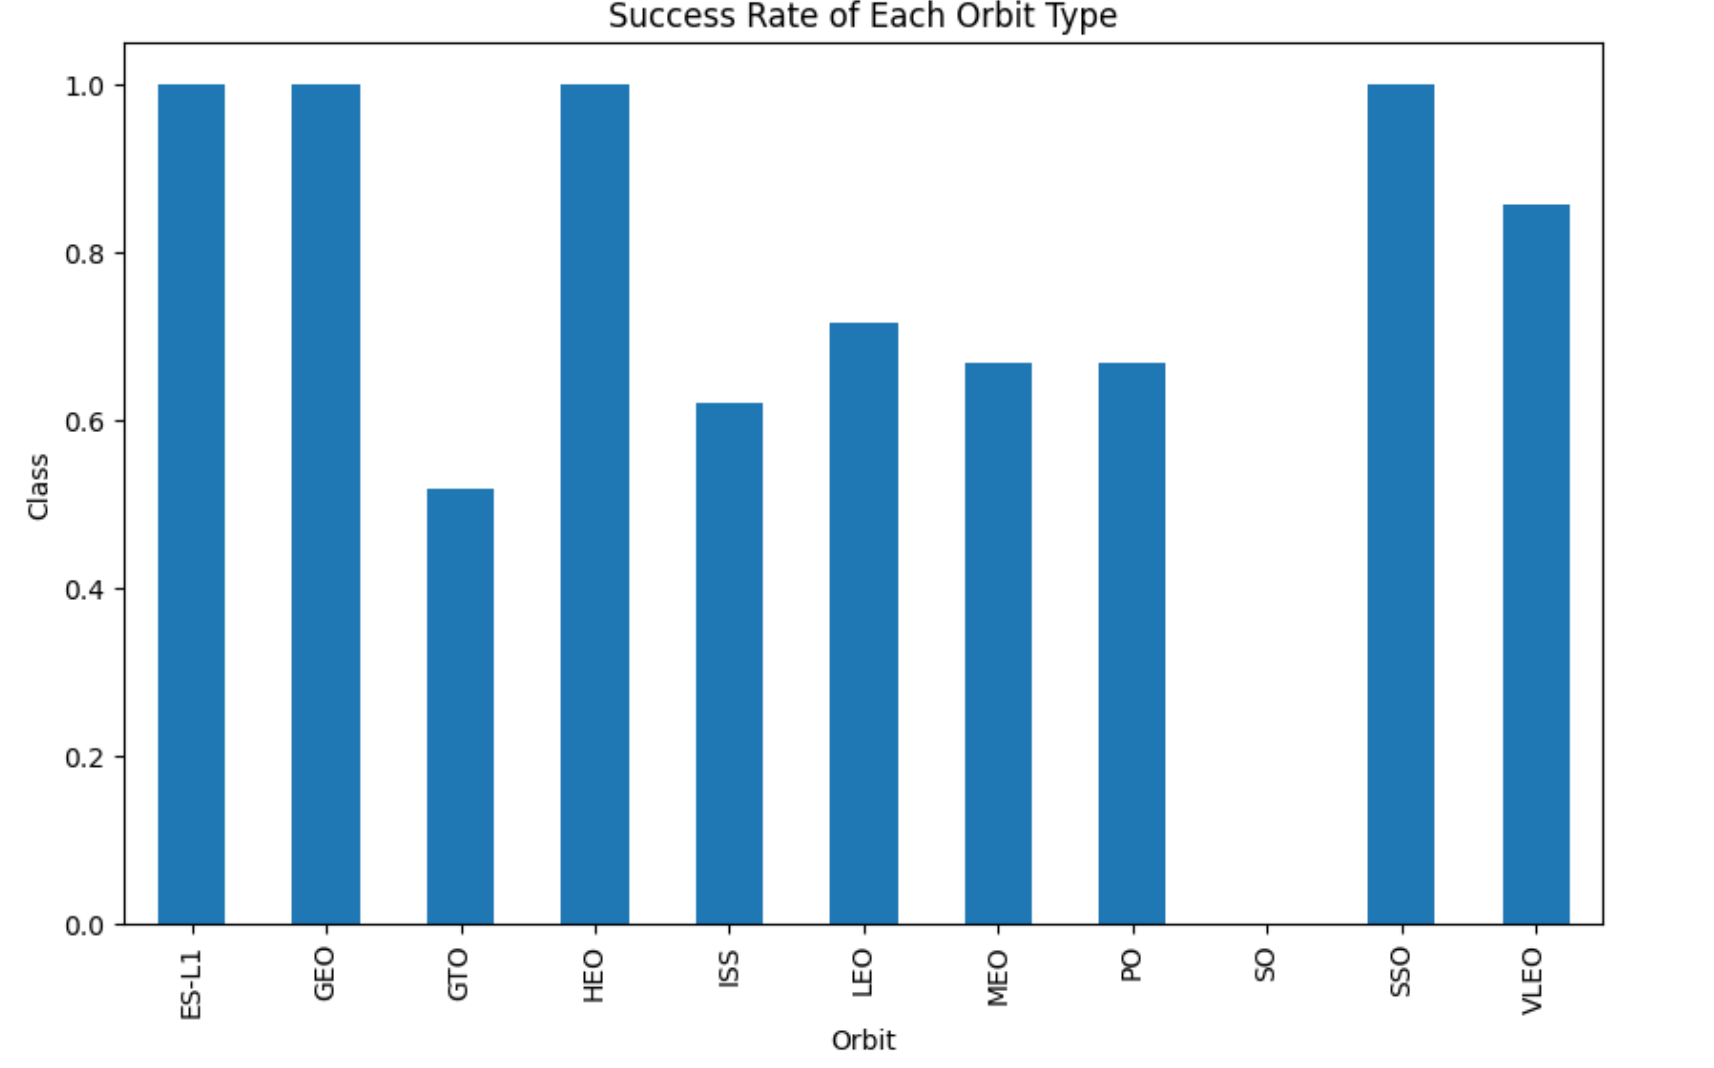 Success Rate of Each Orbit Type
1.0
0.8
0.6
0.4
0.2
0.0
Class
ES-L1
GEO
GTO
HEO
ISS
LEO
MEO
PO
SO
SSO
VLEO
Orbit